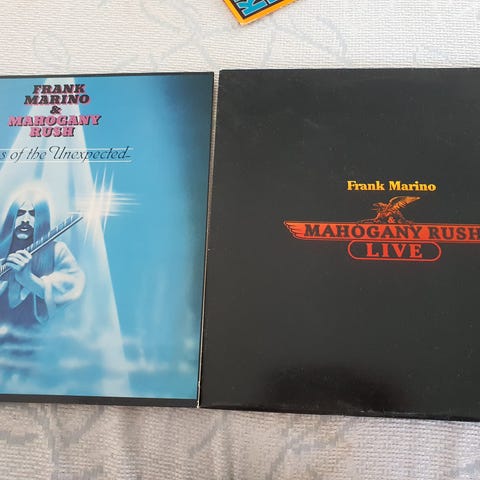 FRANK
MARINO
&
MAHOGANY
RUSH
s of the Unexpected
Frank Marino
&
MAHOGANY RUSH
LIVE